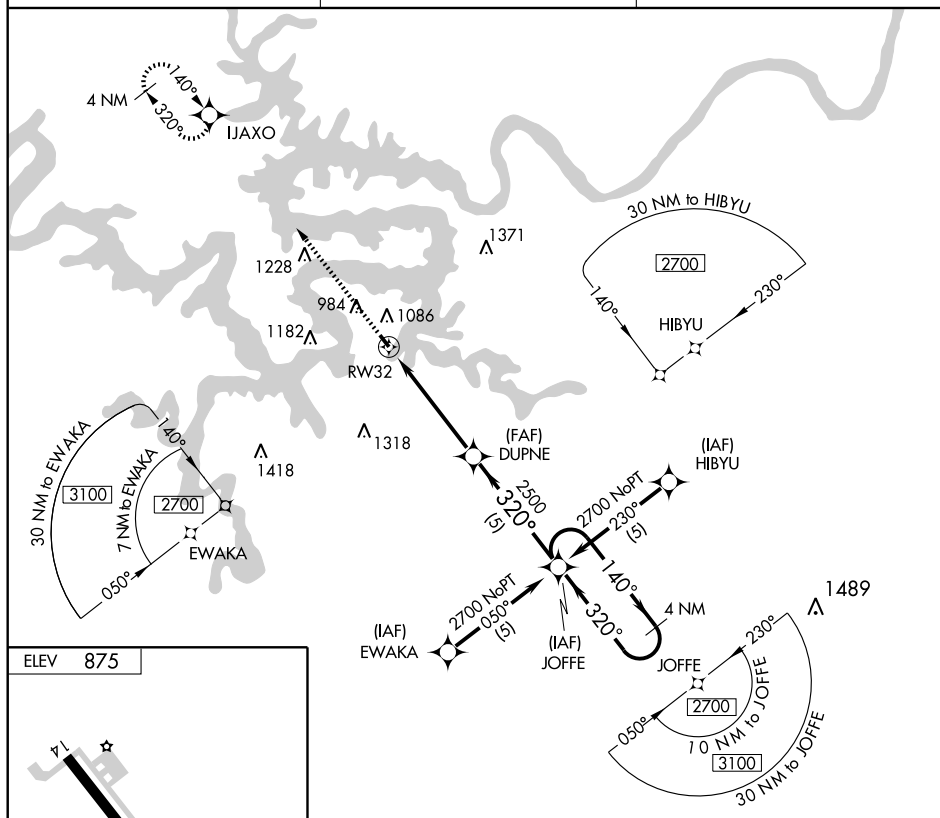 140°
4 NM
320°
IJAXO
30 NM to HIBYU
1371
2700
1228
140°
230°
984
1086
HIBYU
1182
RW32
30 NM to EWAKA
140°
7 NM to EWAKA
1318
(FAF)
DUPNE
(IAF)
HIBYU
1418
3100
2700
2500
320°
(5)
2700 NoPT
230°
(5)
EWAKA
050°
140°
2700 NoPT
050°
(5)
320°
4 NM
1489
(IAF)
EWAKA
(IAF)
JOFFE
JOFFE
230°
ELEV 875
2700
050°
10 NM to JOFFE
3100
30 NM to JOFFE
14